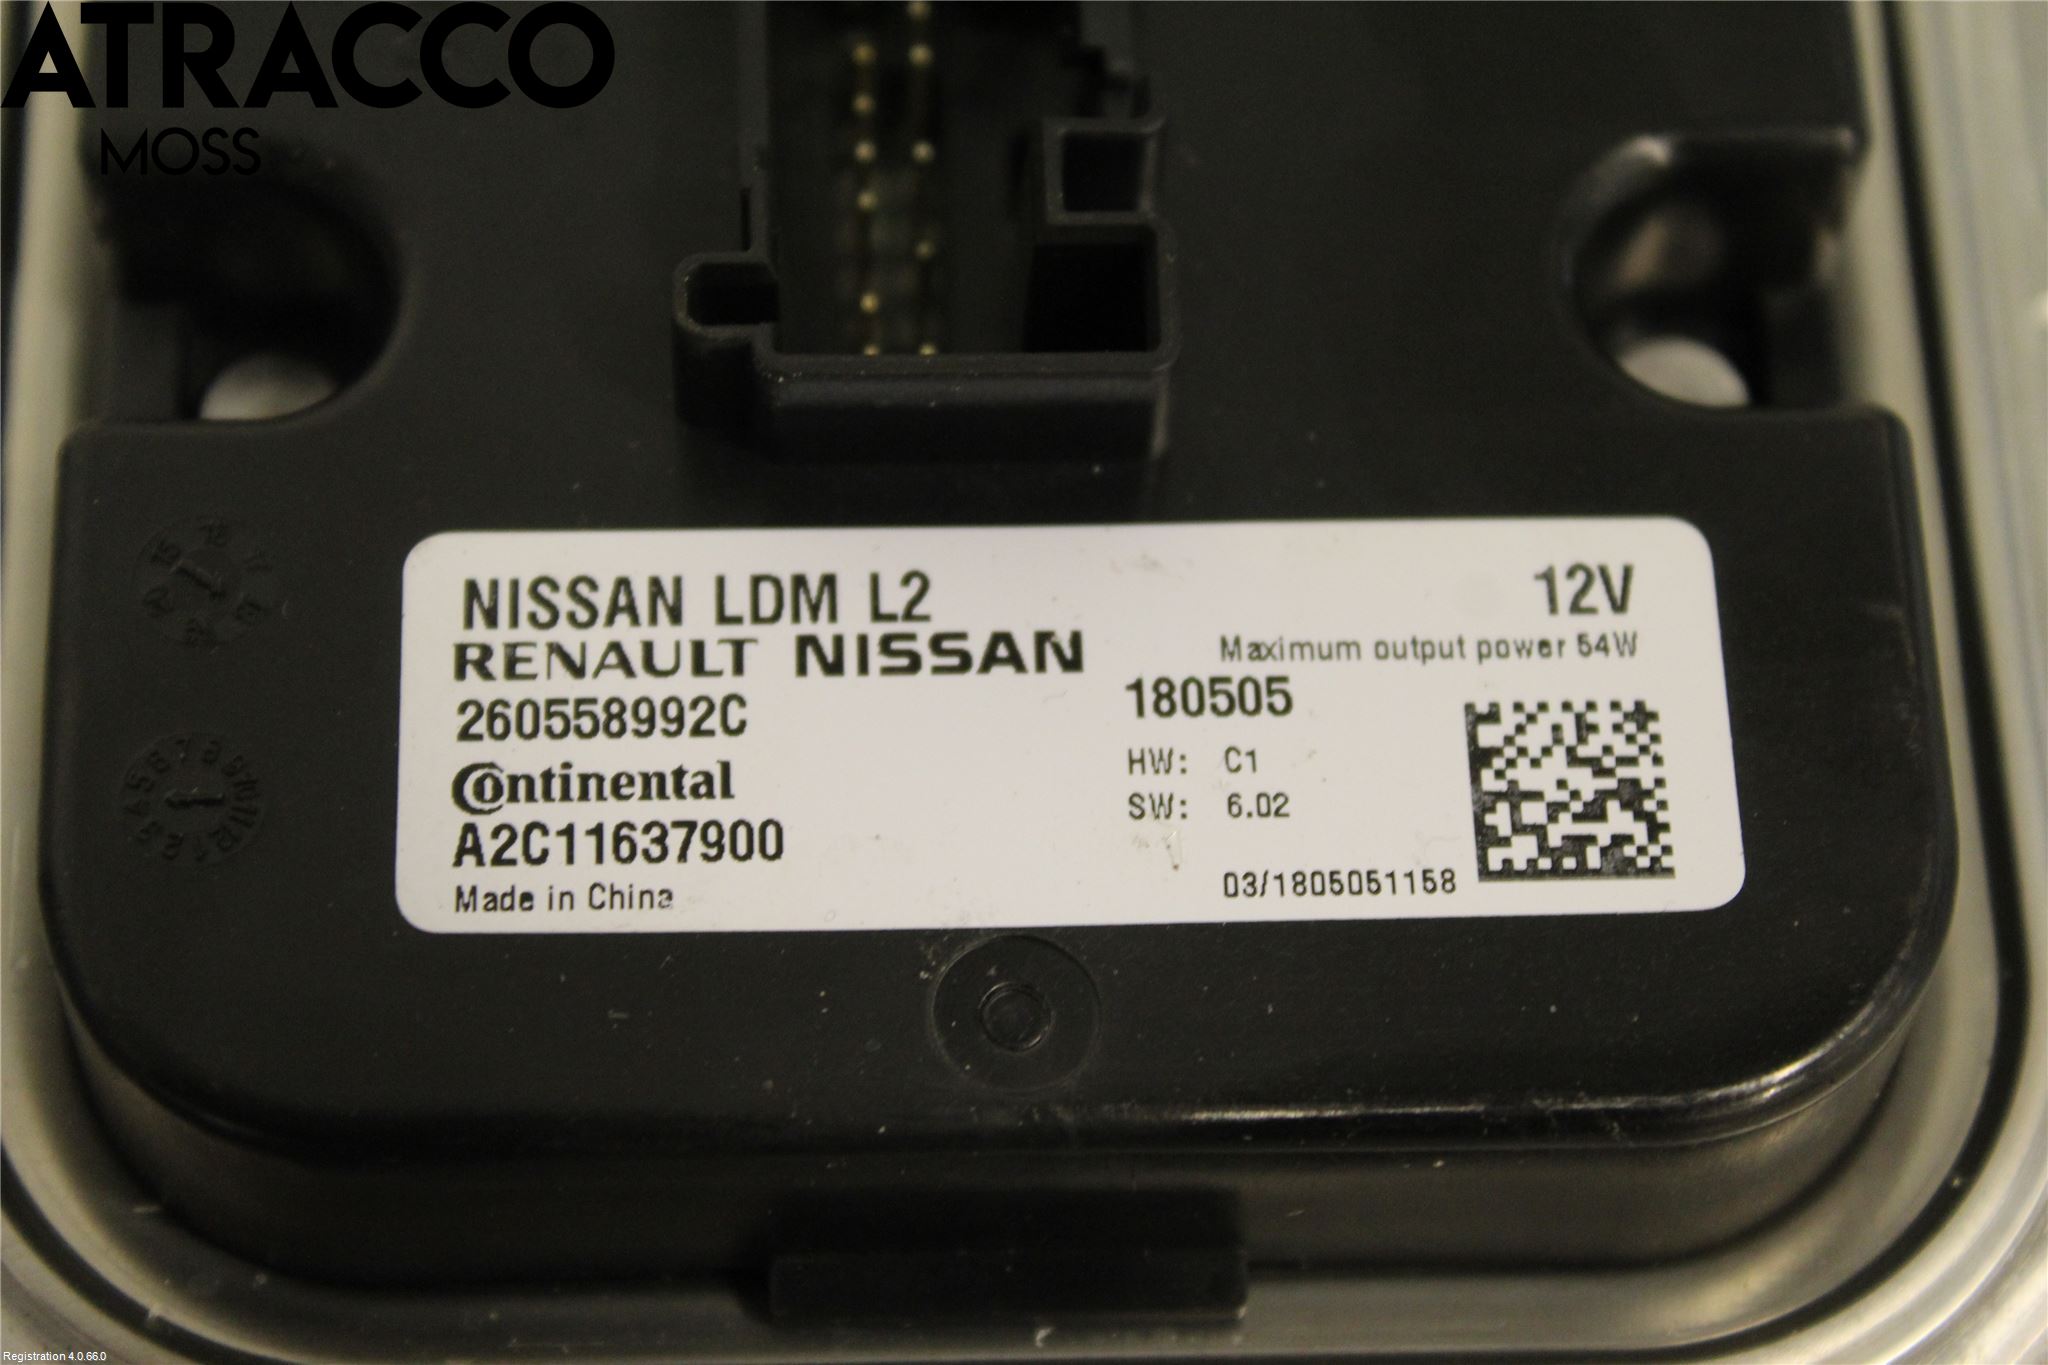 ATRACCO
MOSS
NISSAN LDM L2
12V
RENAULT NISSAN
Maximum output power 54W
260558992C
180505
Continental
HW: C1
A2C11637900
SW: 6.02
Made in China
03/1805051158
Registration 4.0.66.0